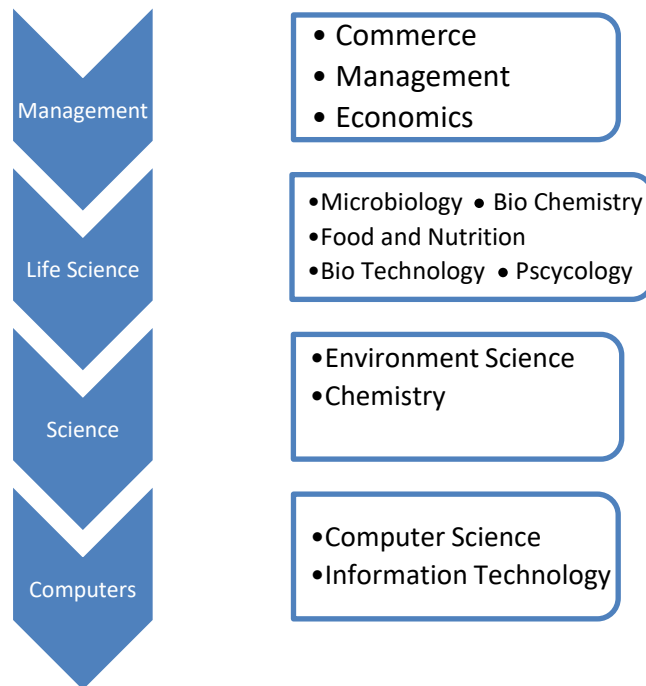 Management
• Commerce
• Management
• Economics
Life Science
•Microbiology • Bio Chemistry
•Food and Nutrition
•Bio Technology • Pscycology
Science
•Environment Science
•Chemistry
Computers
•Computer Science
•Information Technology